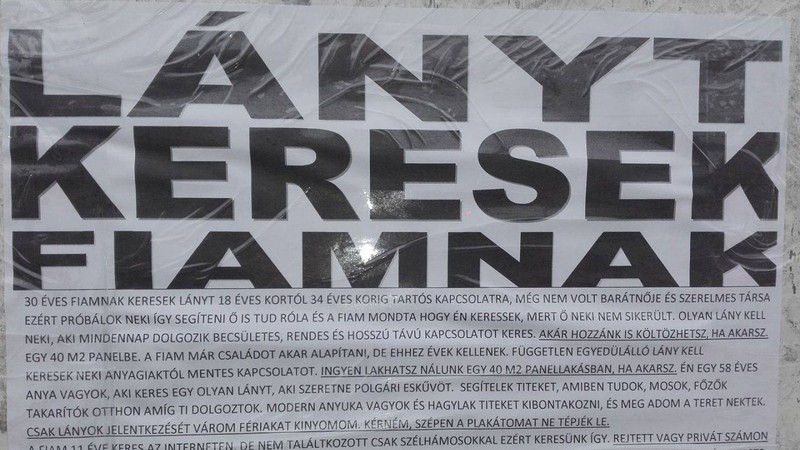 LÁNYT
KERESEK
FIAMNAK
30 ÉVES FIAMNAK KERESEK LÁNYT 18 ÉVES KORTÓL 34 ÉVES KORIG TARTÓS KAPCSOLATRA, MÉG NEM VOLT BARÁTNŐJE ÉS SZERELMES TÁRSA
EZÉRT PRÓBÁLOK NEKI ÍGY SEGÍTENI Ő IS TUD RÓLA ÉS A FIAM MONDTA HOGY ÉN KERESSEK, MERT Ő NEKI NEM SIKERÜLT. OLYAN LÁNY KELL
NEKI, AKI MINDENNAP DOLGOZIK BECSÜLETES, RENDES ÉS HOSSZÚ TÁVÚ KAPCSOLATOT KERES. AKÁR HOZZÁNK IS KÖLTÖZHETSZ, HA AKARSZ.
EGY 40 M2 PANELBE. A FIAM MÁR CSALÁDOT AKAR ALAPÍTANI, DE EHHEZ ÉVEK KELLENEK. FÜGGETLEN EGYEDÜLÁLLÓ LÁNY KELL
KERESEK NEKI ANYAGIAKTÓL MENTES KAPCSOLATOT. INGYEN LAKHATSZ NÁLUNK EGY 40 M2 PANELLAKÁSBAN, HA AKARSZ. ÉN EGY 58 ÉVES
ANYA VAGYOK, AKI KERES EGY OLYAN LÁNYT, AKI SZERETNE POLGÁRI ESKÜVŐT. SEGÍTELEK TITEKET, AMIBEN TUDOK, MOSOK, FŐZŐK
TAKARÍTÓK OTTHON AMÍG TI DOLGOZTOK. MODERN ANYUKA VAGYOK ÉS HAGYLAK TITEKET KIBONTAKOZNI, ÉS MEG ADOM A TERET NEKTEK.
CSAK LÁNYOK JELENTKEZÉSÉT VÁROM FÉRIAKAT KINYOMOM. KÉRNÉM, SZÉPEN A PLAKÁTOMAT NE TÉPJÉK LE.
A FIAM 11 ÉVE KERES AZ INTERNETEN, DE NEM TALÁLTKOZOTT CSAK SZÉLHÁMOSOKKAL EZÉRT KERESÜNK ÍGY. REJTETT VAGY PRIVÁT SZÁMON